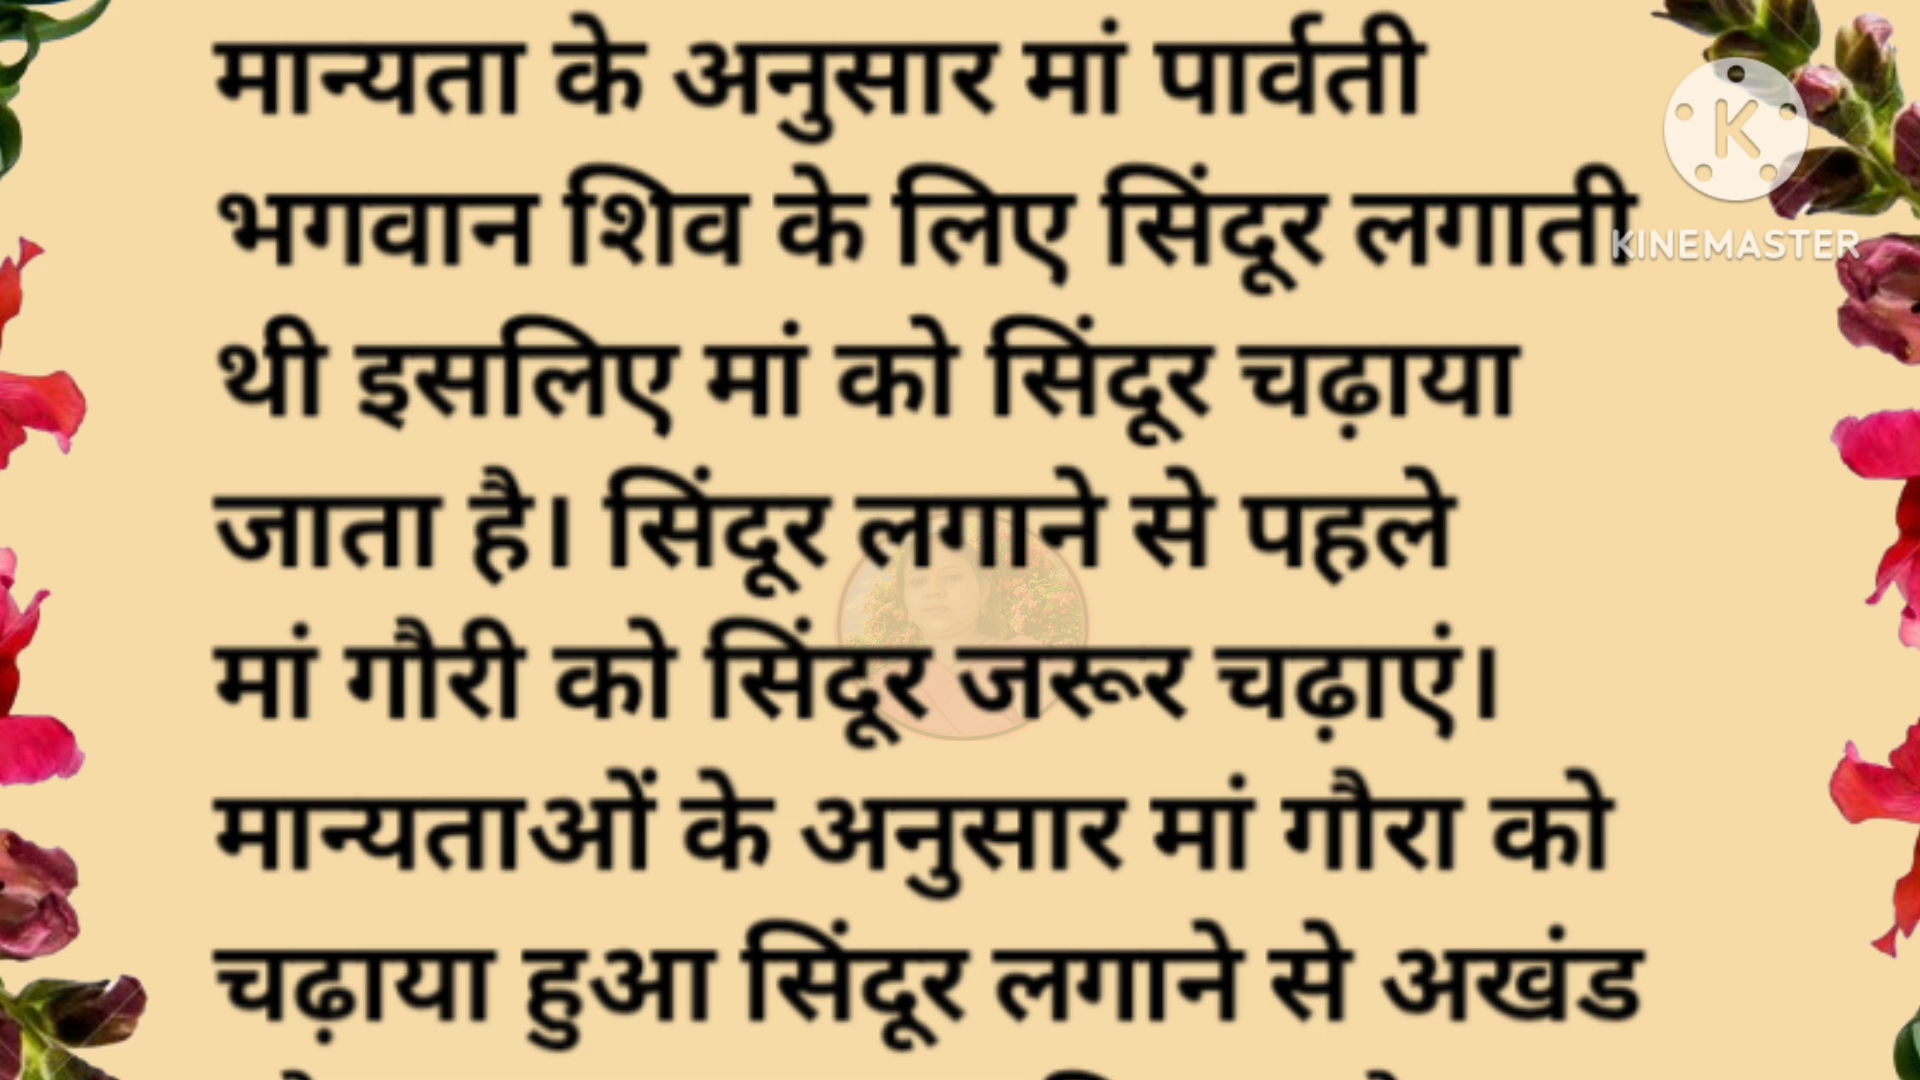 मान्यता के अनुसार मां पार्वती
भगवान शिव के लिए सिंदूर लगाती
थी इसलिए मां को सिंदूर चढ़ाया
जाता है। सिंदूर लगाने से पहले
मां गौरी को सिंदूर जरूर चढ़ाएं।
मान्यताओं के अनुसार मां गौरा को
चढ़ाया हुआ सिंदूर लगाने से अखंड
K
KINEMASTER